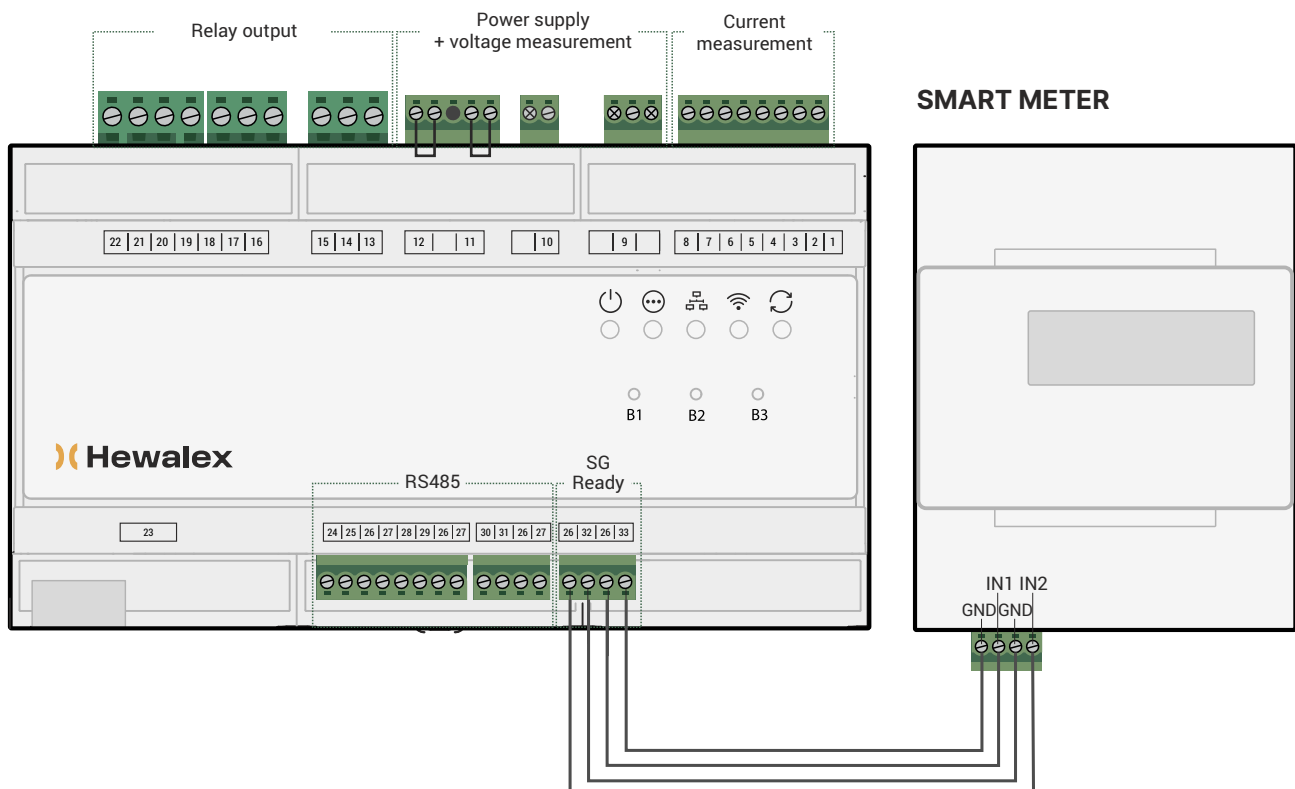 Relay output
Power supply
+ voltage measurement
Current
measurement
SMART METER
22 21 20 19 18 17 16
15 14 13
12 11
10
9
8 7 6 5 4 3 2 1
B1 B2 B3
Hewalex
RS485
SG
Ready
23
24 25 26 27 28 29 26 27
30 31 26 27
26 32 26 33
IN1 IN2
GND GND